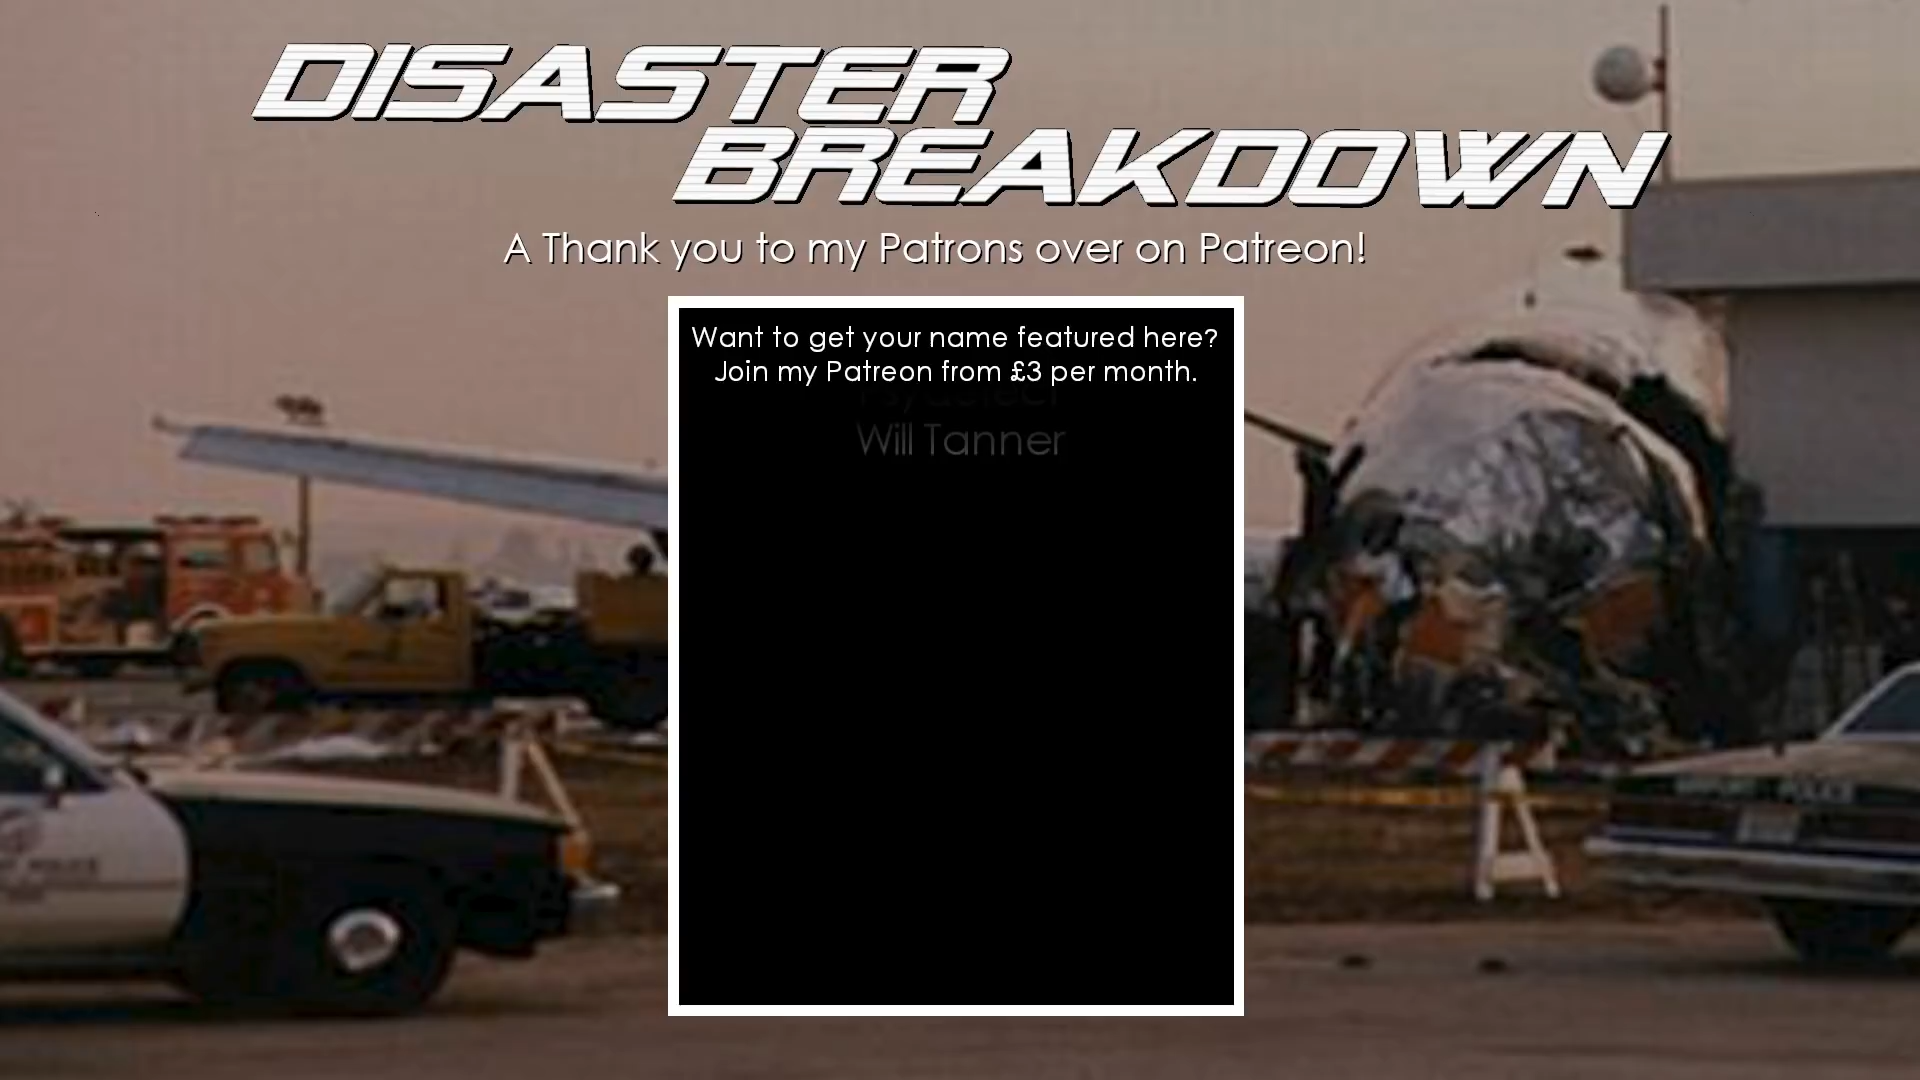 DISASTER
BREAKDOWN
A Thank you to my Patrons over on Patreon!
Want to get your name featured here?
Join my Patreon from £3 per month.
Will Tanner
POLICE